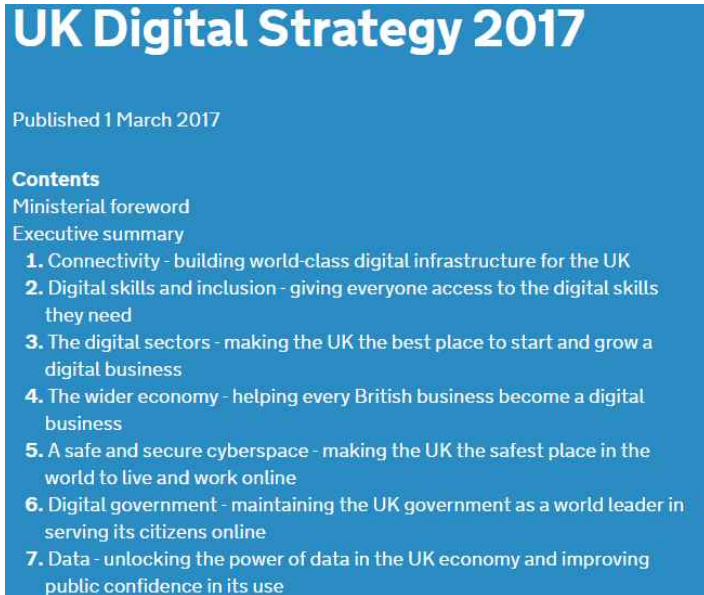 UK Digital Strategy 2017
Published 1 March 2017
Contents
Ministerial foreword
Executive summary
1. Connectivity - building world-class digital infrastructure for the UK
2. Digital skills and inclusion - giving everyone access to the digital skills
they need
3. The digital sectors - making the UK the best place to start and grow a
digital business
4. The wider economy - helping every British business become a digital
business
5. A safe and secure cyberspace - making the UK the safest place in the
world to live and work online
6. Digital government - maintaining the UK government as a world leader in
serving its citizens online
7. Data - unlocking the power of data in the UK economy and improving
public confidence in its use